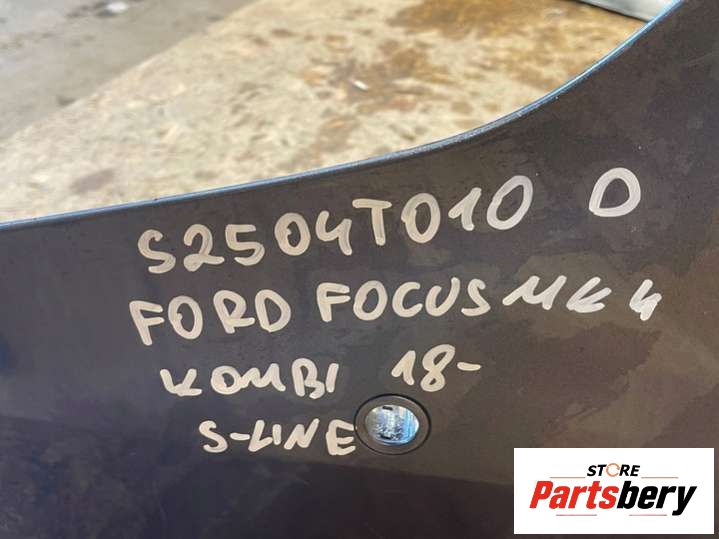 S2504T010 D
FORD FOCUS MK4
KOMBI 18-
S-LINE
STORE
Partsbery